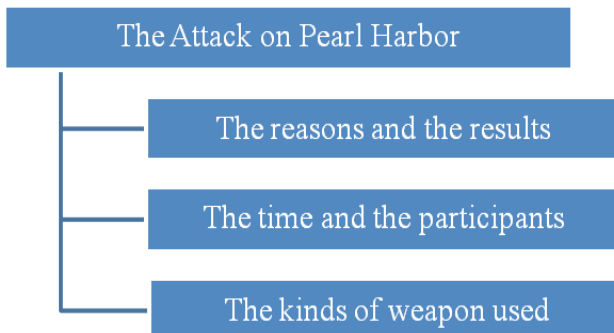 The Attack on Pearl Harbor
The reasons and the results
The time and the participants
The kinds of weapon used